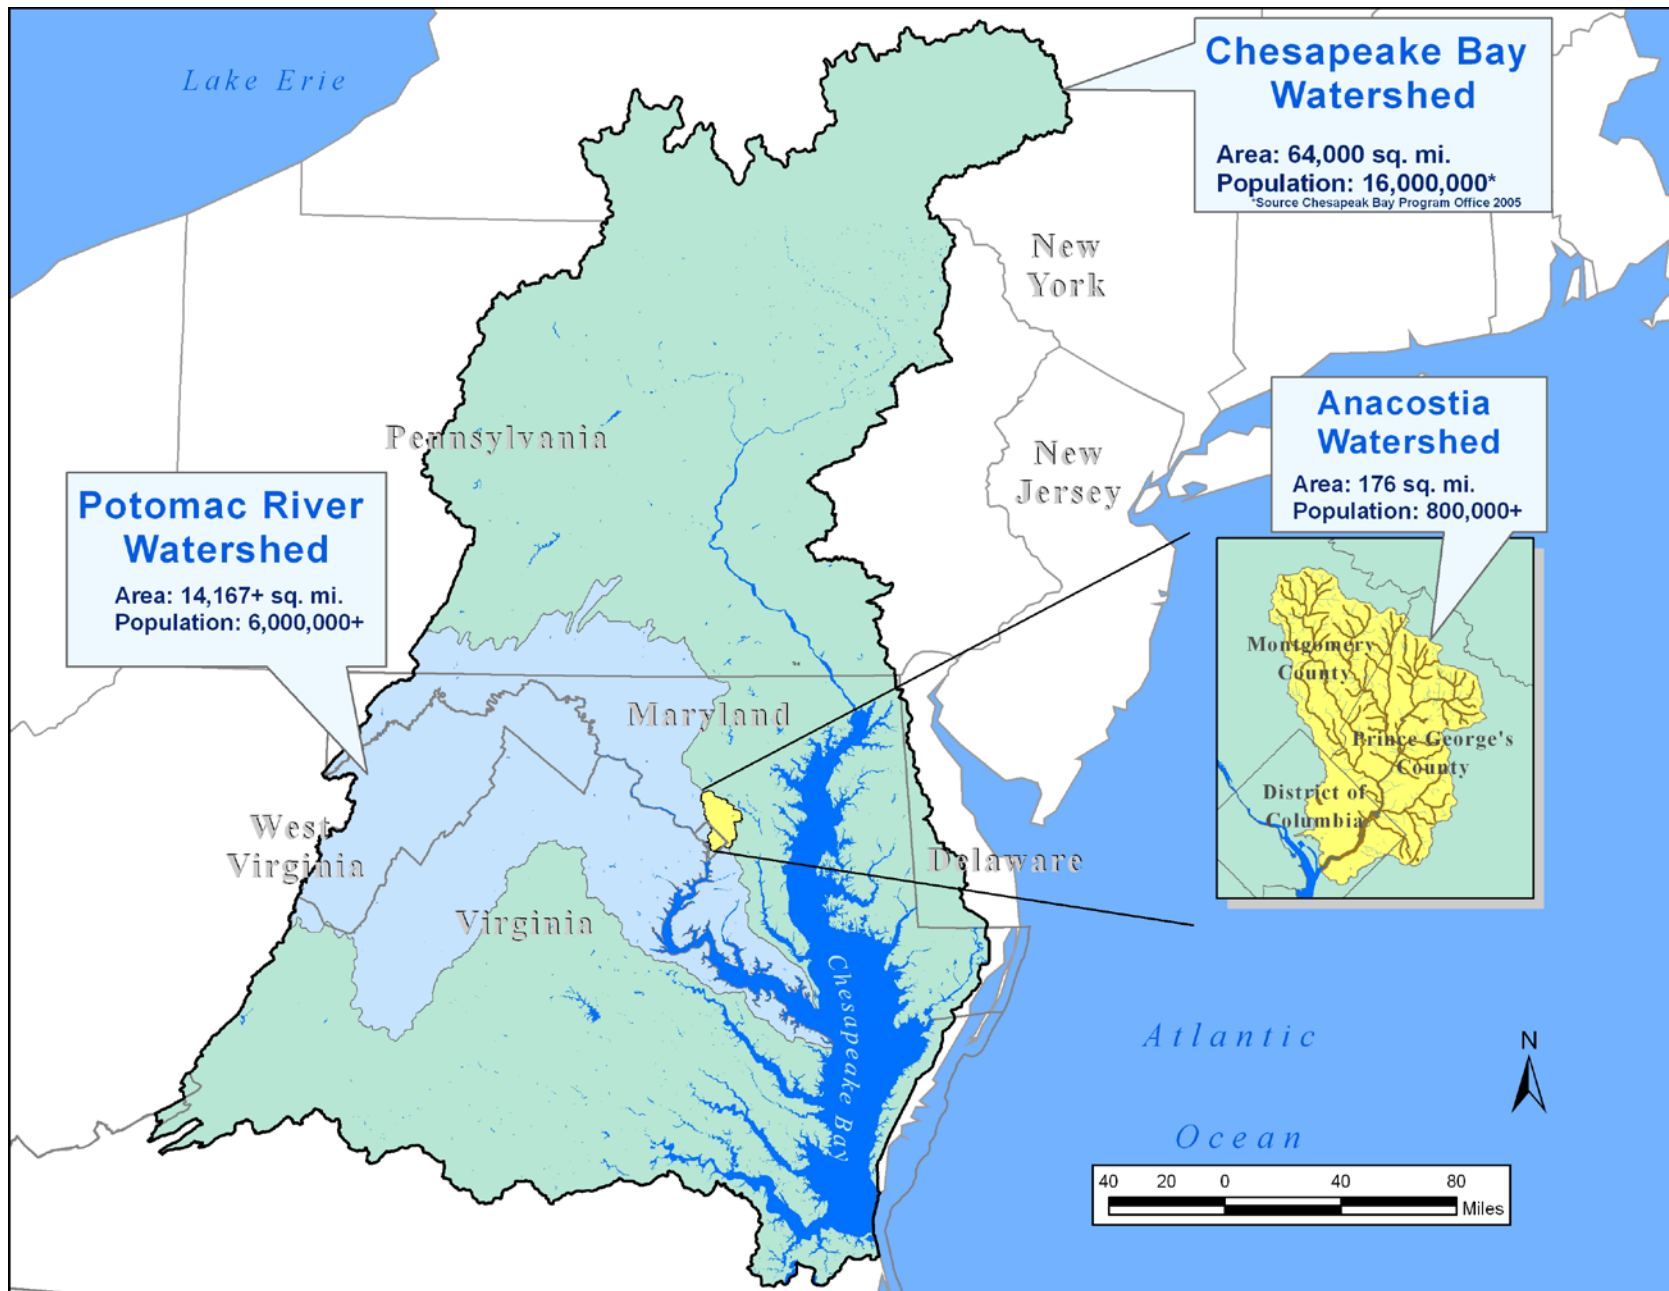 Lake Erie
Chesapeake Bay
Watershed
Area: 64,000 sq. mi.
Population: 16,000,000*
*Source Chesapeak Bay Program Office 2005
New
York
Pennsylvania
New
Jersey
Anacostia
Watershed
Area: 176 sq. mi.
Population: 800,000+
Potomac River
Watershed
Area: 14,167+ sq. mi.
Population: 6,000,000+
Montgomery
County
Prince George's
County
District of
Columbia
Maryland
West
Virginia
Delaware
Virginia
Chesapeake Bay
Atlantic
Ocean
N
40 20 0 40 80
Miles